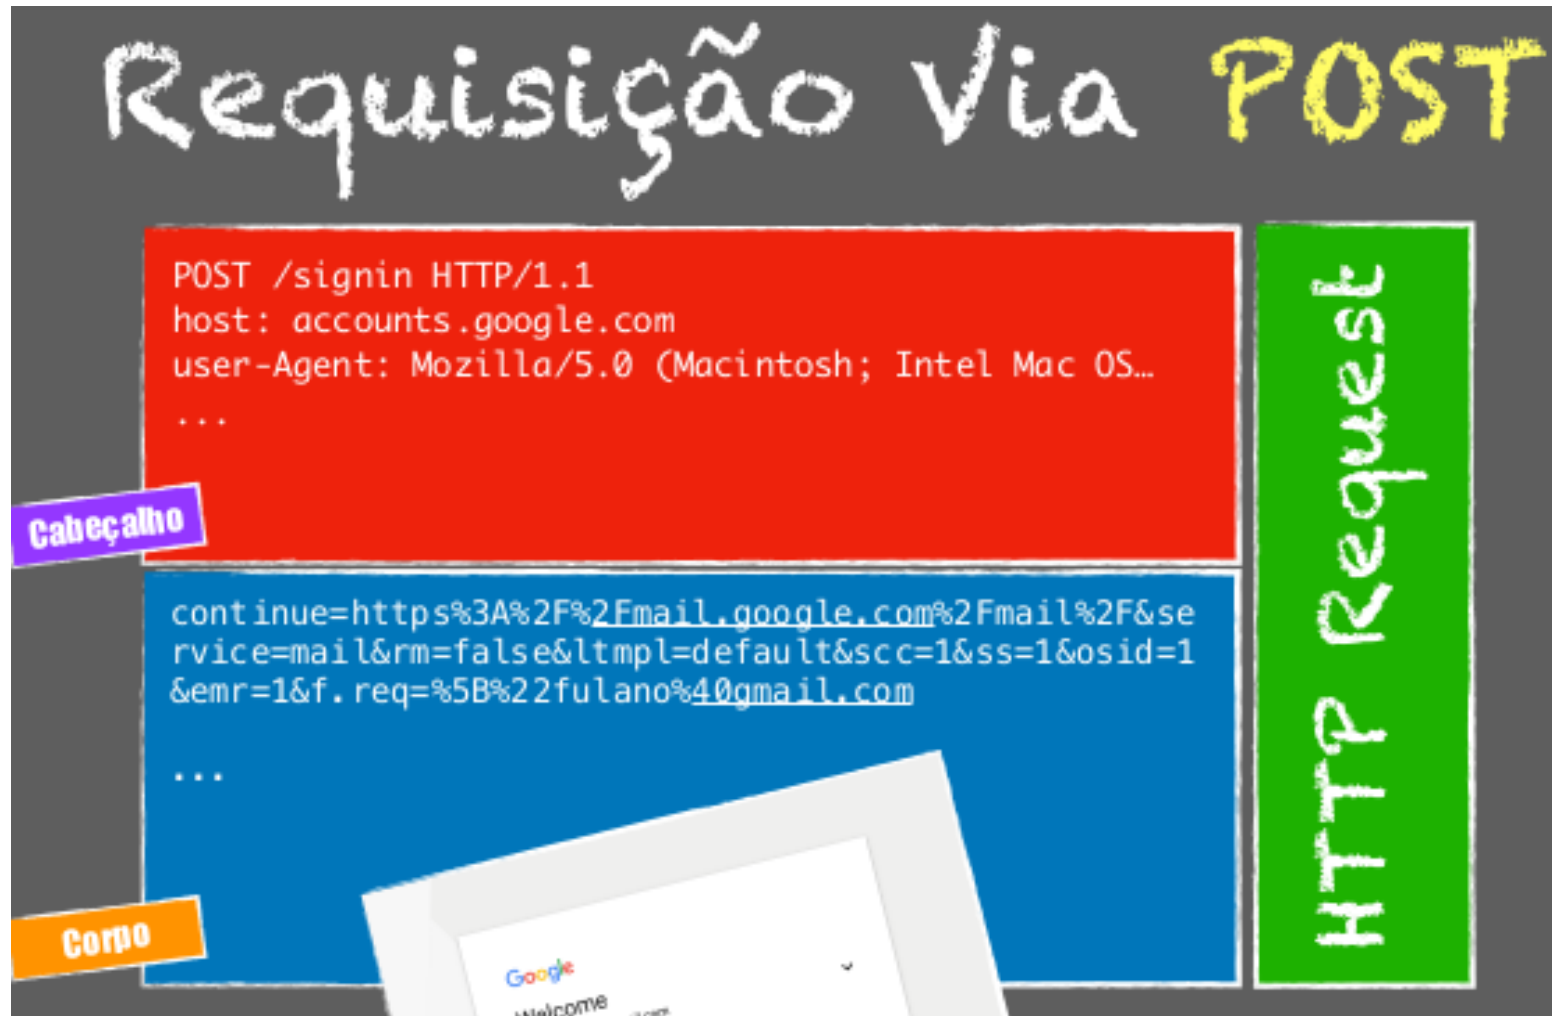 Requisição Via POST
POST /signin HTTP/1.1
host: accounts.google.com
user-Agent: Mozilla/5.0 (Macintosh; Intel Mac OS…
...
Cabeçalho
continue=https%3A%2F%2Fmail.google.com%2Fmail%2F&se
rvice=mail&rm=false&ltmpl=default&scc=1&ss=1&osid=1
&emr=1&f.req=%5B%22fulano%40gmail.com
...
Corpo
HTTP Request
Google
Welcome